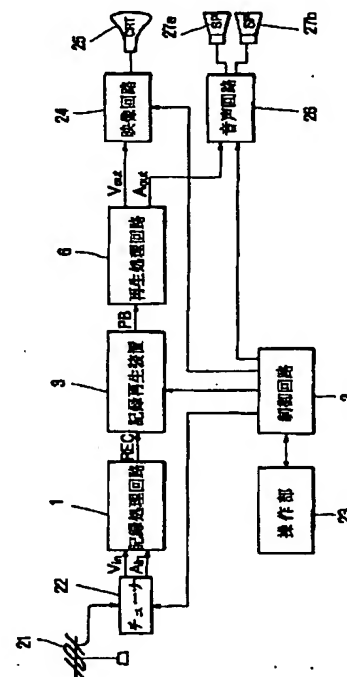 21
22
チューナ
Vin
Ain
1
記録処理回路
REC
3
記録再生装置
PB
6
再生処理回路
Vout
Aout
24
映像回路
25
CRT
26
音声回路
27a
SP
27b
SP
制御回路
2
操作部
23